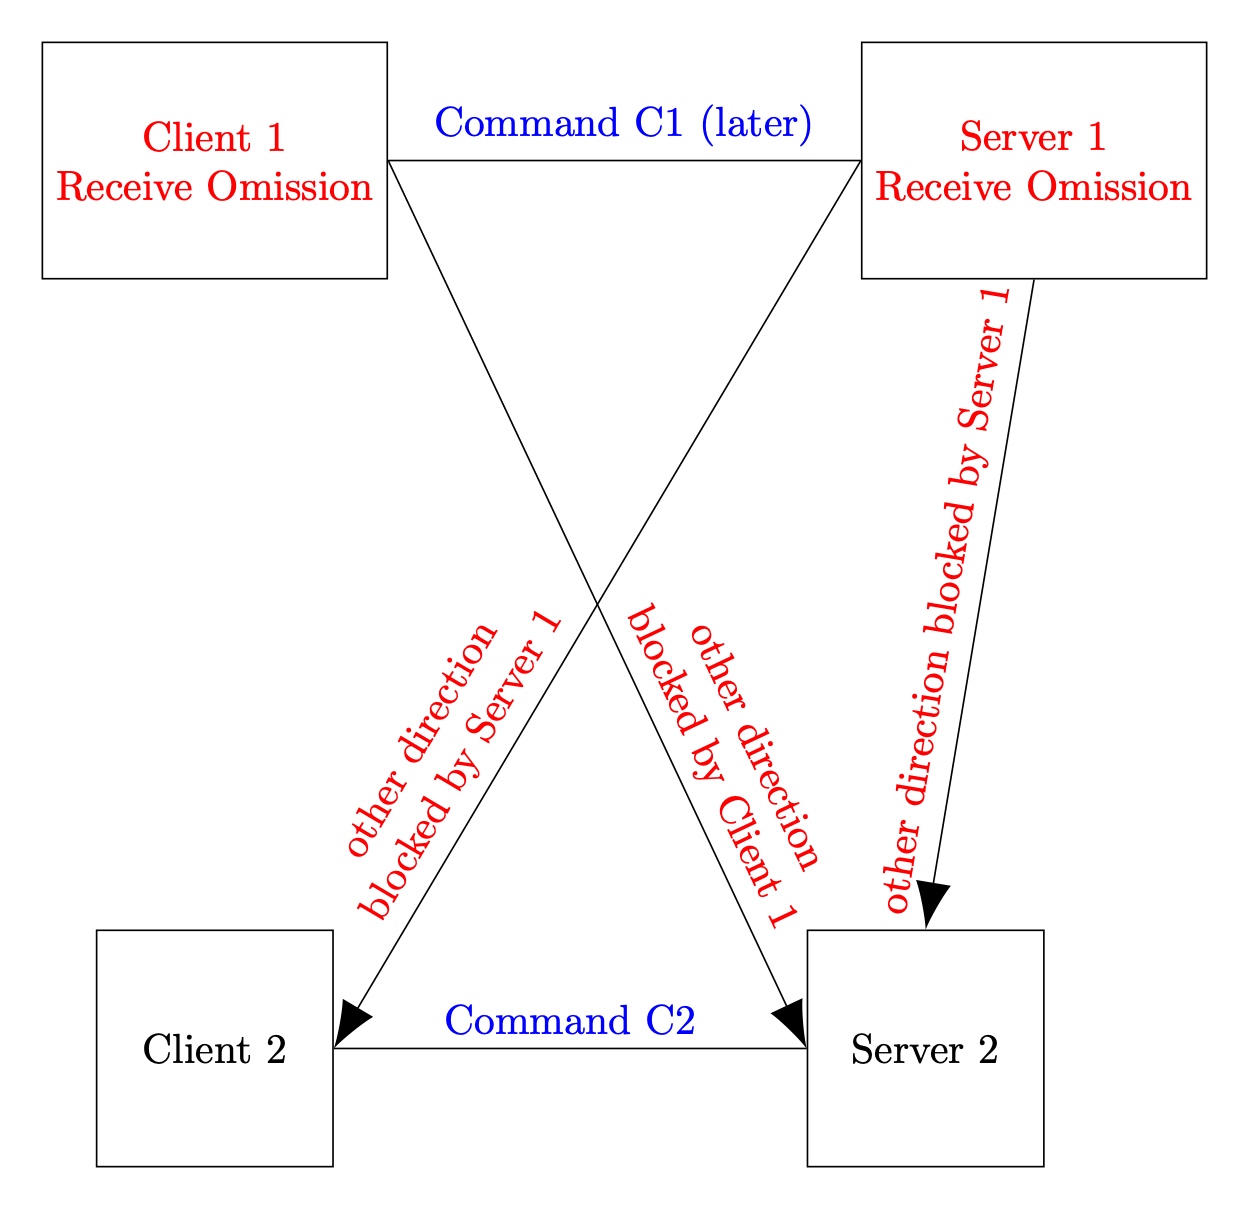 Client 1
Receive Omission
Command C1 (later)
Server 1
Receive Omission
other direction
blocked by Server 1
other direction
blocked by Client 1
other direction blocked by Server 1
Client 2
Command C2
Server 2